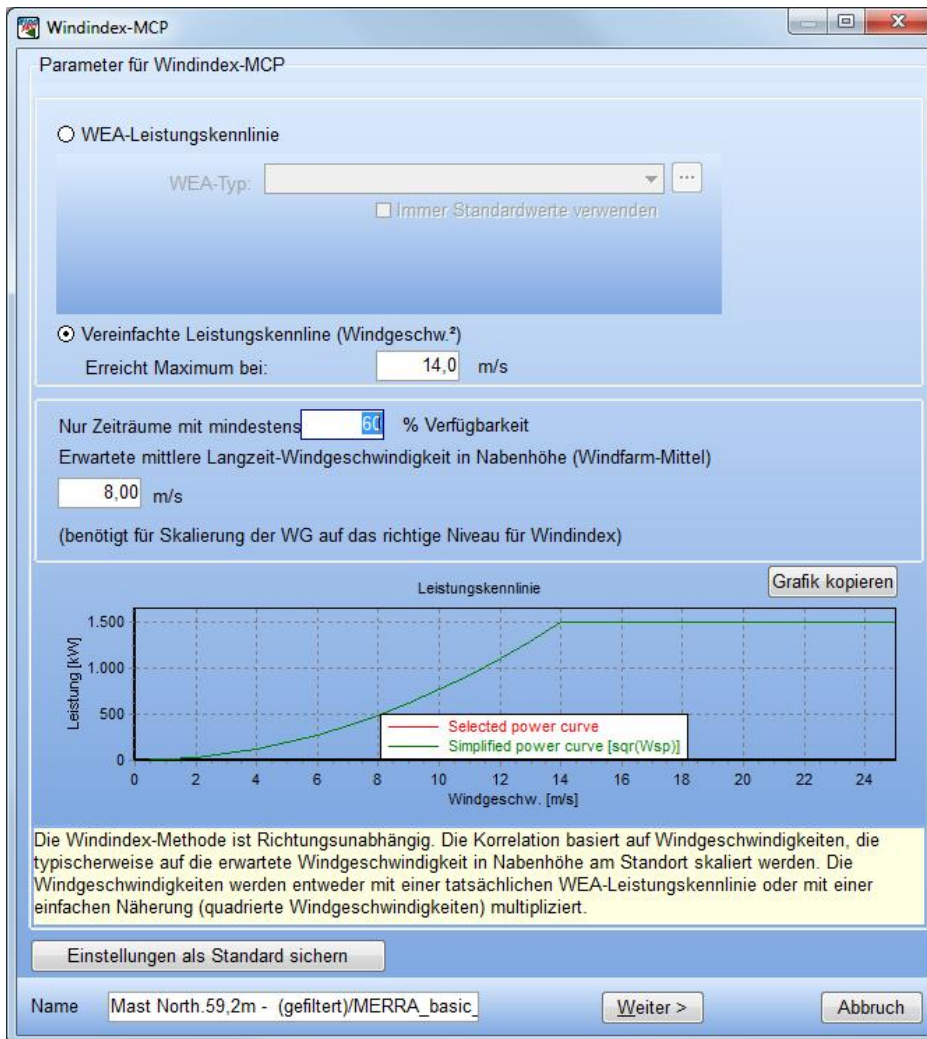 Windindex-MCP
Parameter für Windindex-MCP
WEA-Leistungskennlinie
WEA-Typ:
...
Immer Standardwerte verwenden
Vereinfachte Leistungskennline (Windgeschw.²)
Erreicht Maximum bei: 14,0 m/s
Nur Zeiträume mit mindestens 60 % Verfügbarkeit
Erwartete mittlere Langzeit-Windgeschwindigkeit in Nabenhöhe (Windfarm-Mittel)
8,00 m/s
(benötigt für Skalierung der WG auf das richtige Niveau für Windindex)
Grafik kopieren
Leistungskennlinie
Leistung [kW]
1.500
1.000
500
0
Selected power curve
Simplified power curve [sqr(Wsp)]
0 2 4 6 8 10 12 14 16 18 20 22 24
Windgeschw. [m/s]
Die Windindex-Methode ist Richtungsunabhängig. Die Korrelation basiert auf Windgeschwindigkeiten, die
typischerweise auf die erwartete Windgeschwindigkeit in Nabenhöhe am Standort skaliert werden. Die
Windgeschwindigkeiten werden entweder mit einer tatsächlichen WEA-Leistungskennlinie oder mit einer
einfachen Näherung (quadrierte Windgeschwindigkeiten) multipliziert.
Einstellungen als Standard sichern
Name Mast North.59,2m - (gefiltert)/MERRA_basic_ Weiter > Abbruch